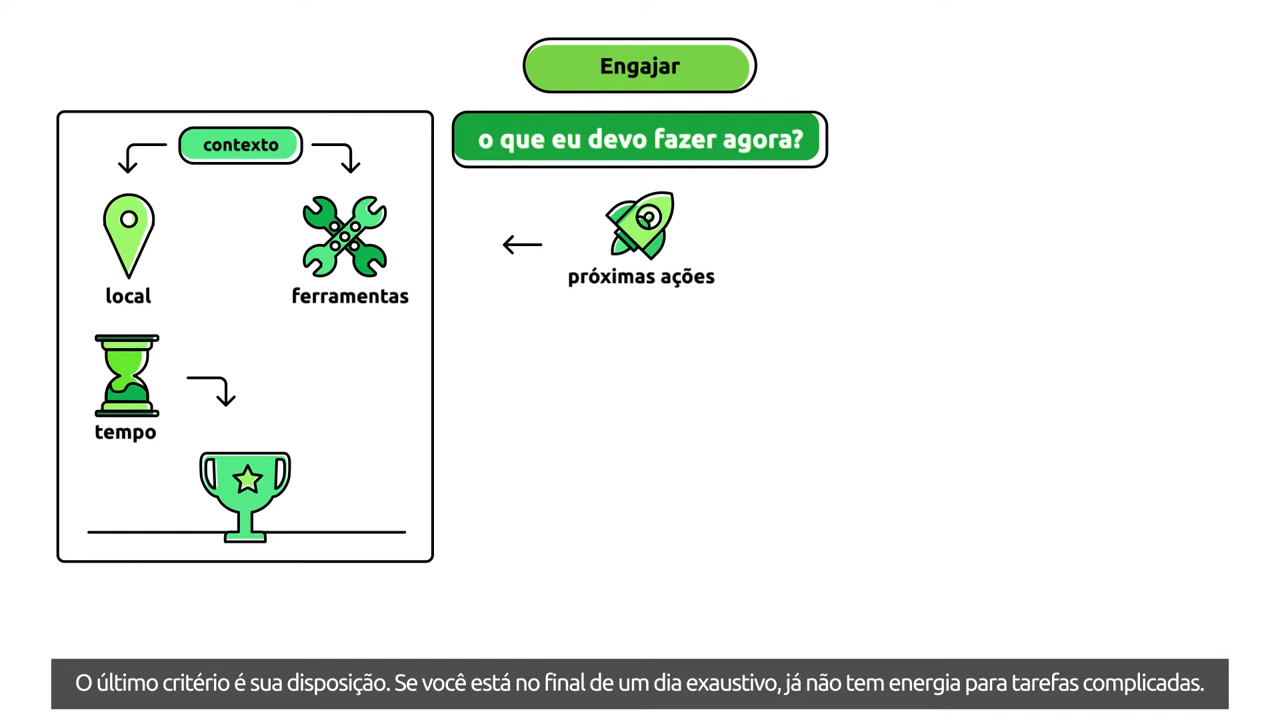 Engajar
o que eu devo fazer agora?
contexto
local
ferramentas
próximas ações
tempo
O último critério é sua disposição. Se você está no final de um dia exaustivo, já não tem energia para tarefas complicadas.